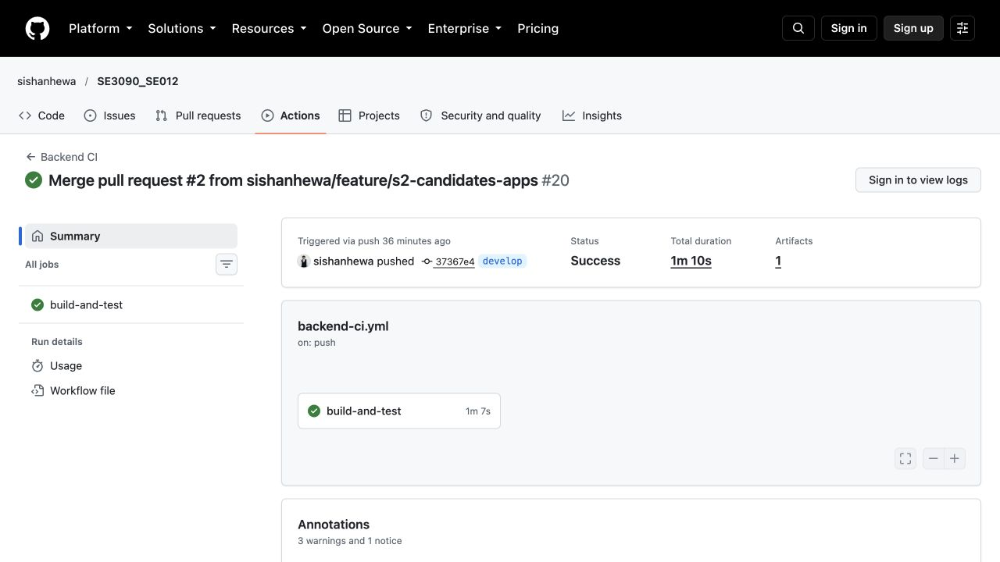 Platform Solutions Resources Open Source Enterprise Pricing Sign in Sign up
sishanhewa / SE3090_SE012
Code Issues Pull requests Actions Projects Security and quality Insights
Backend CI
Merge pull request #2 from sishanhewa/feature/s2-candidates-apps #20
Sign in to view logs
Summary
All jobs
build-and-test
Run details
Usage
Workflow file
Triggered via push 36 minutes ago
sishanhewa pushed 37367e4 develop
Status
Success
Total duration
1m 10s
Artifacts
1
backend-ci.yml
on: push
build-and-test 1m 7s
Annotations
3 warnings and 1 notice